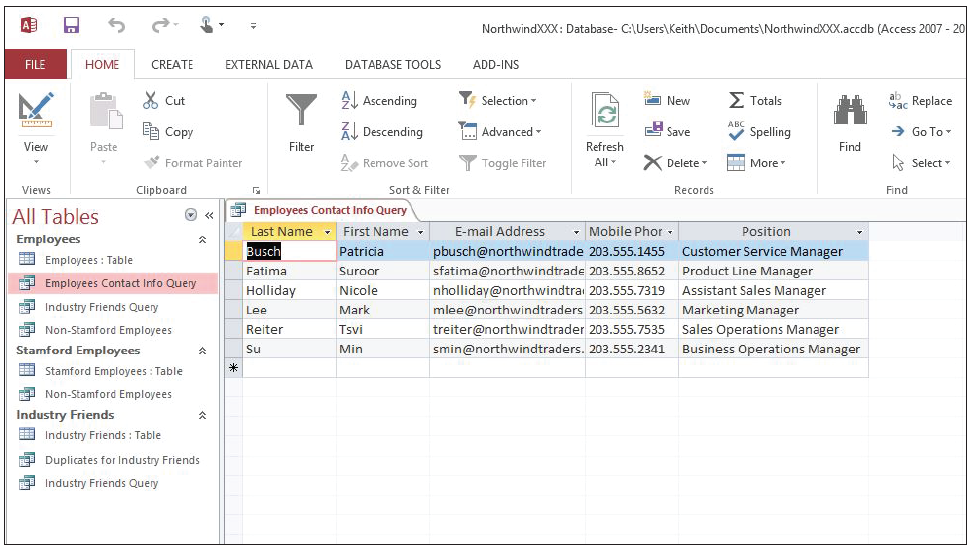 NorthwindXXX : Database- C:\Users\Keith\Documents\NorthwindXXX.accdb (Access 2007 - 20
FILE HOME CREATE EXTERNAL DATA DATABASE TOOLS ADD-INS
View
Views
Paste
Cut
Copy
Format Painter
Clipboard
Filter
Ascending
Descending
Remove Sort
Selection
Advanced
Toggle Filter
Sort & Filter
Refresh
All
New
Save
Delete
Totals
Spelling
More
Records
Find
Replace
Go To
Select
Find
All Tables
Employees
Employees : Table
Employees Contact Info Query
Industry Friends Query
Non-Stamford Employees
Stamford Employees
Stamford Employees : Table
Non-Stamford Employees
Industry Friends
Industry Friends : Table
Duplicates for Industry Friends
Industry Friends Query
Employees Contact Info Query
Last Name First Name E-mail Address Mobile Phor Position
Busch Patricia pbusch@northwindtrade 203.555.1455 Customer Service Manager
Fatima Suroor sfatima@northwindtrade 203.555.8652 Product Line Manager
Holliday Nicole nholliday@northwindtrad 203.555.7319 Assistant Sales Manager
Lee Mark mlee@northwindtraders 203.555.5632 Marketing Manager
Reiter Tsvi treiter@northwindtrader 203.555.7535 Sales Operations Manager
Su Min smin@northwindtraders. 203.555.2341 Business Operations Manager